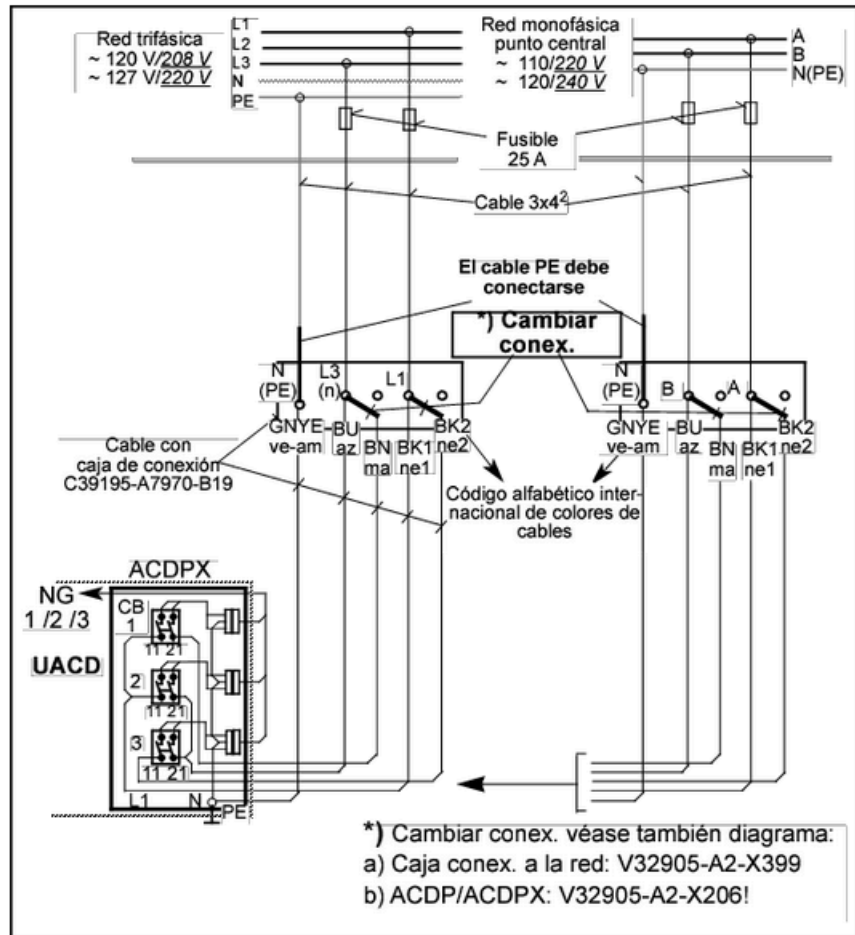 L1
L2
L3
N
PE
Red trifásica
~ 120 V/208 V
~ 127 V/220 V
Red monofásica
punto central
~ 110/220 V
~ 120/240 V
A
B
N(PE)
Fusible
25 A
Cable 3x4²
El cable PE debe
conectarse
*) Cambiar
conex.
N
(PE)
L3
(n)
L1
GNYE
ve-am
BU
az
BN
ma
BK1
ne1
BK2
ne2
N
(PE)
B
A
GNYE
ve-am
BU
az
BN
ma
BK1
ne1
BK2
ne2
Cable con
caja de conexión
C39195-A7970-B19
Código alfabético inter-
nacional de colores de
cables
ACDPX
NG
1 /2 /3
UACD
CB
1
11 21
2
11 21
3
11 21
L1
N
PE
*) Cambiar conex. véase también diagrama:
a) Caja conex. a la red: V32905-A2-X399
b) ACDP/ACDPX: V32905-A2-X206!